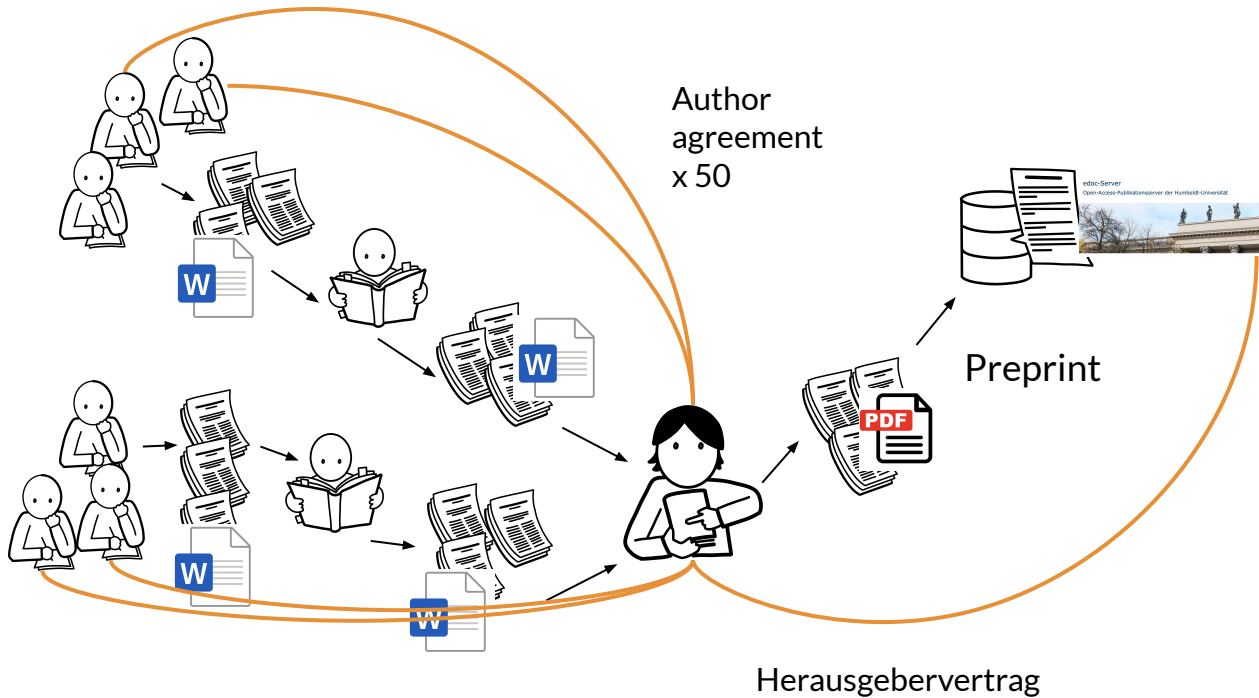 Author
agreement
x 50
edoc-Server
Open-Access-Publikationsserver der Humboldt-Universität
W
W
Preprint
PDF
W
W
Herausgebervertrag